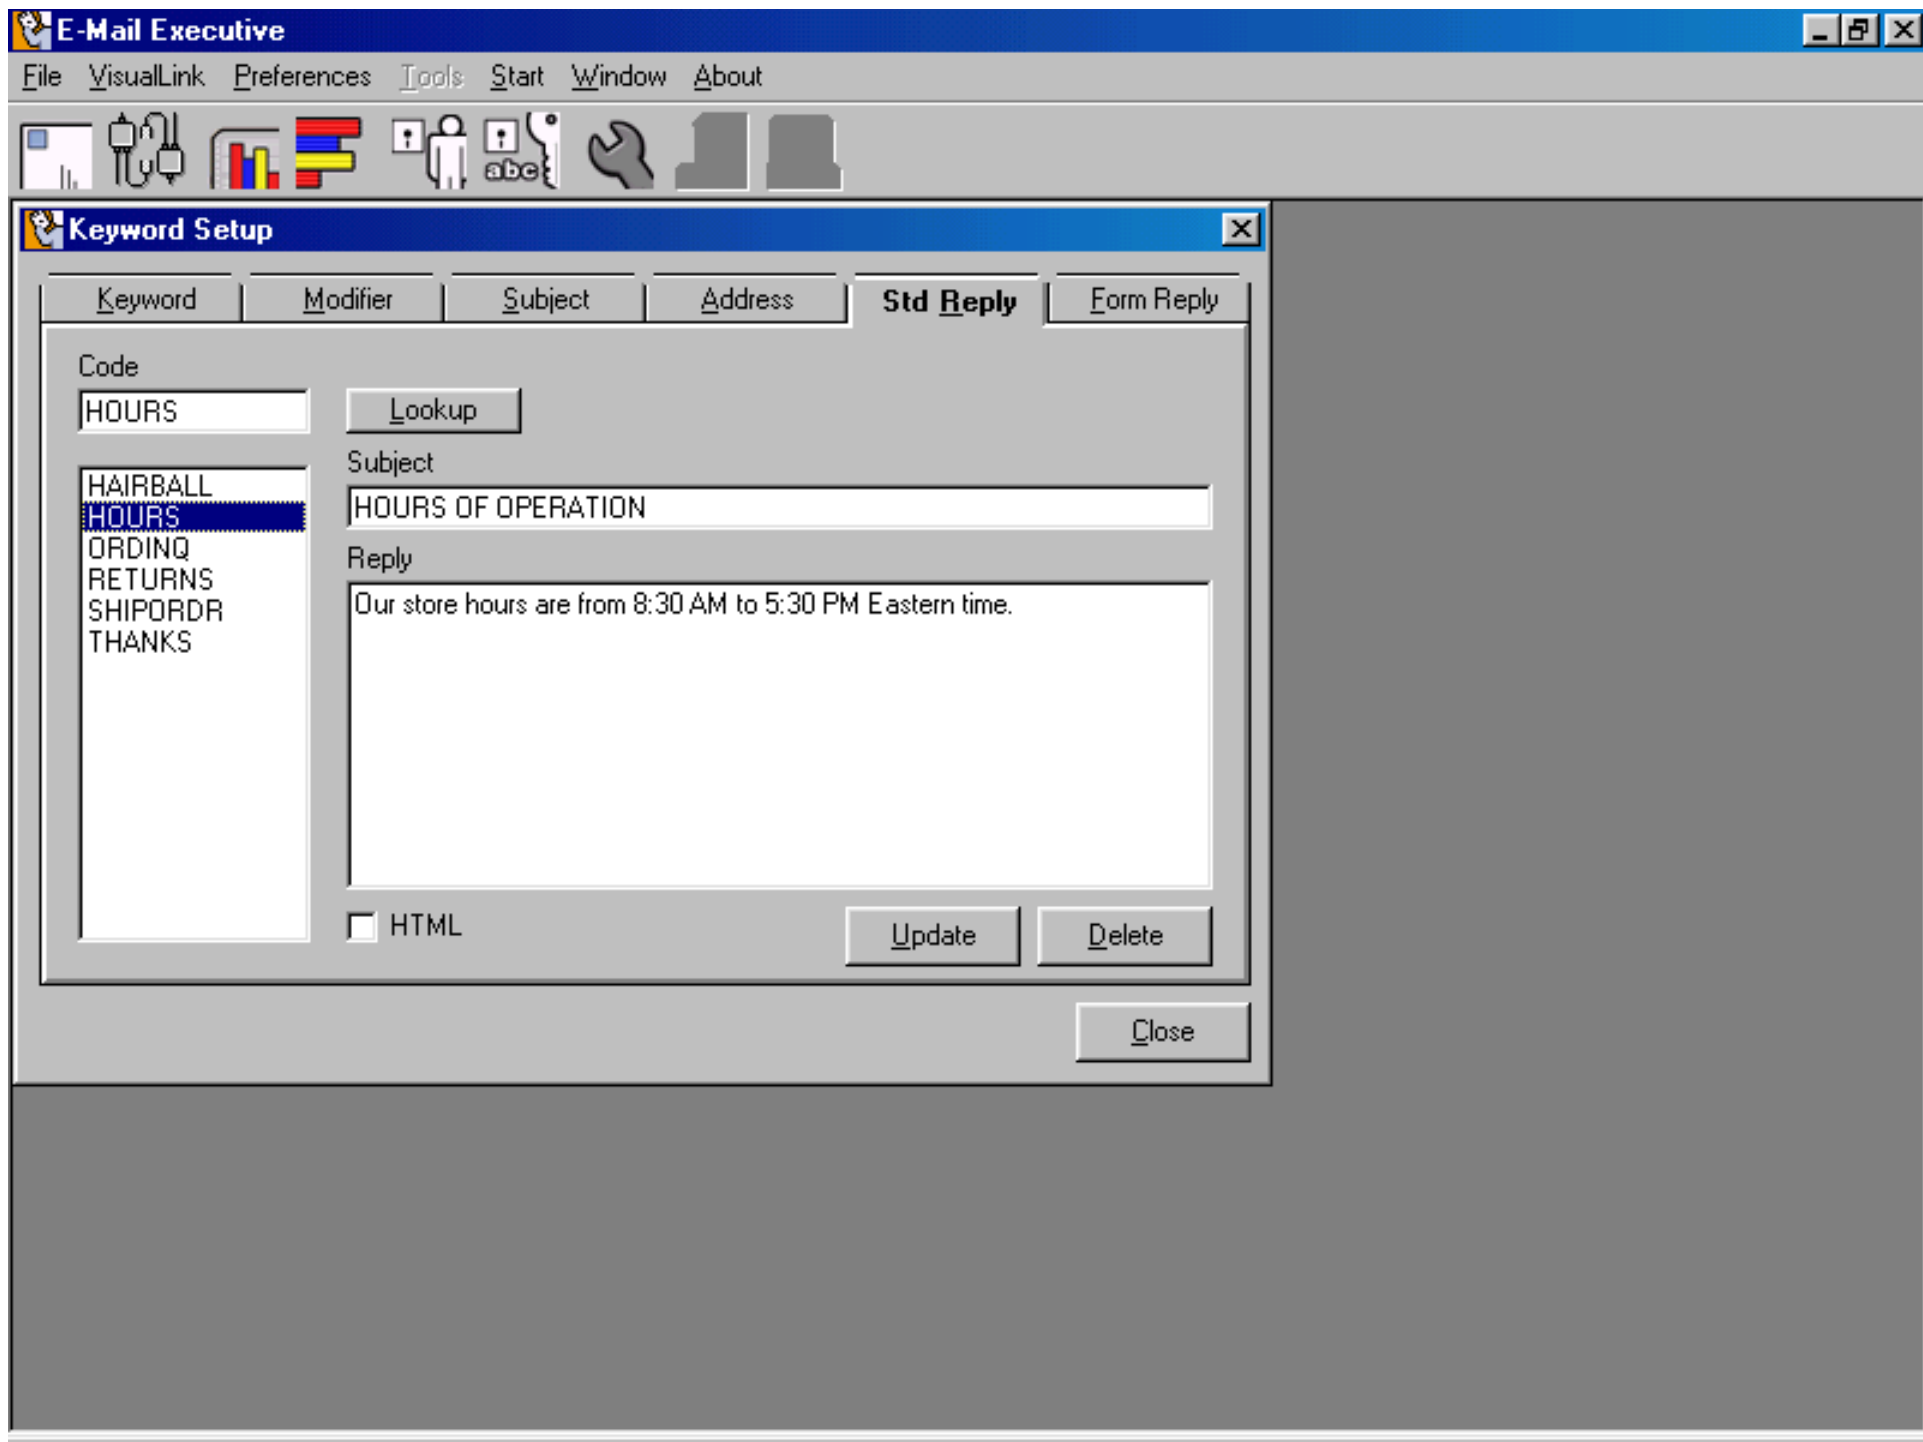 E-Mail Executive
File VisualLink Preferences Tools Start Window About
abc
Keyword Setup
Keyword Modifier Subject Address Std Reply Form Reply
Code
HOURS Lookup
HAIRBALL
HOURS
ORDINQ
RETURNS
SHIPORDR
THANKS
Subject
HOURS OF OPERATION
Reply
Our store hours are from 8:30 AM to 5:30 PM Eastern time.
HTML Update Delete
Close